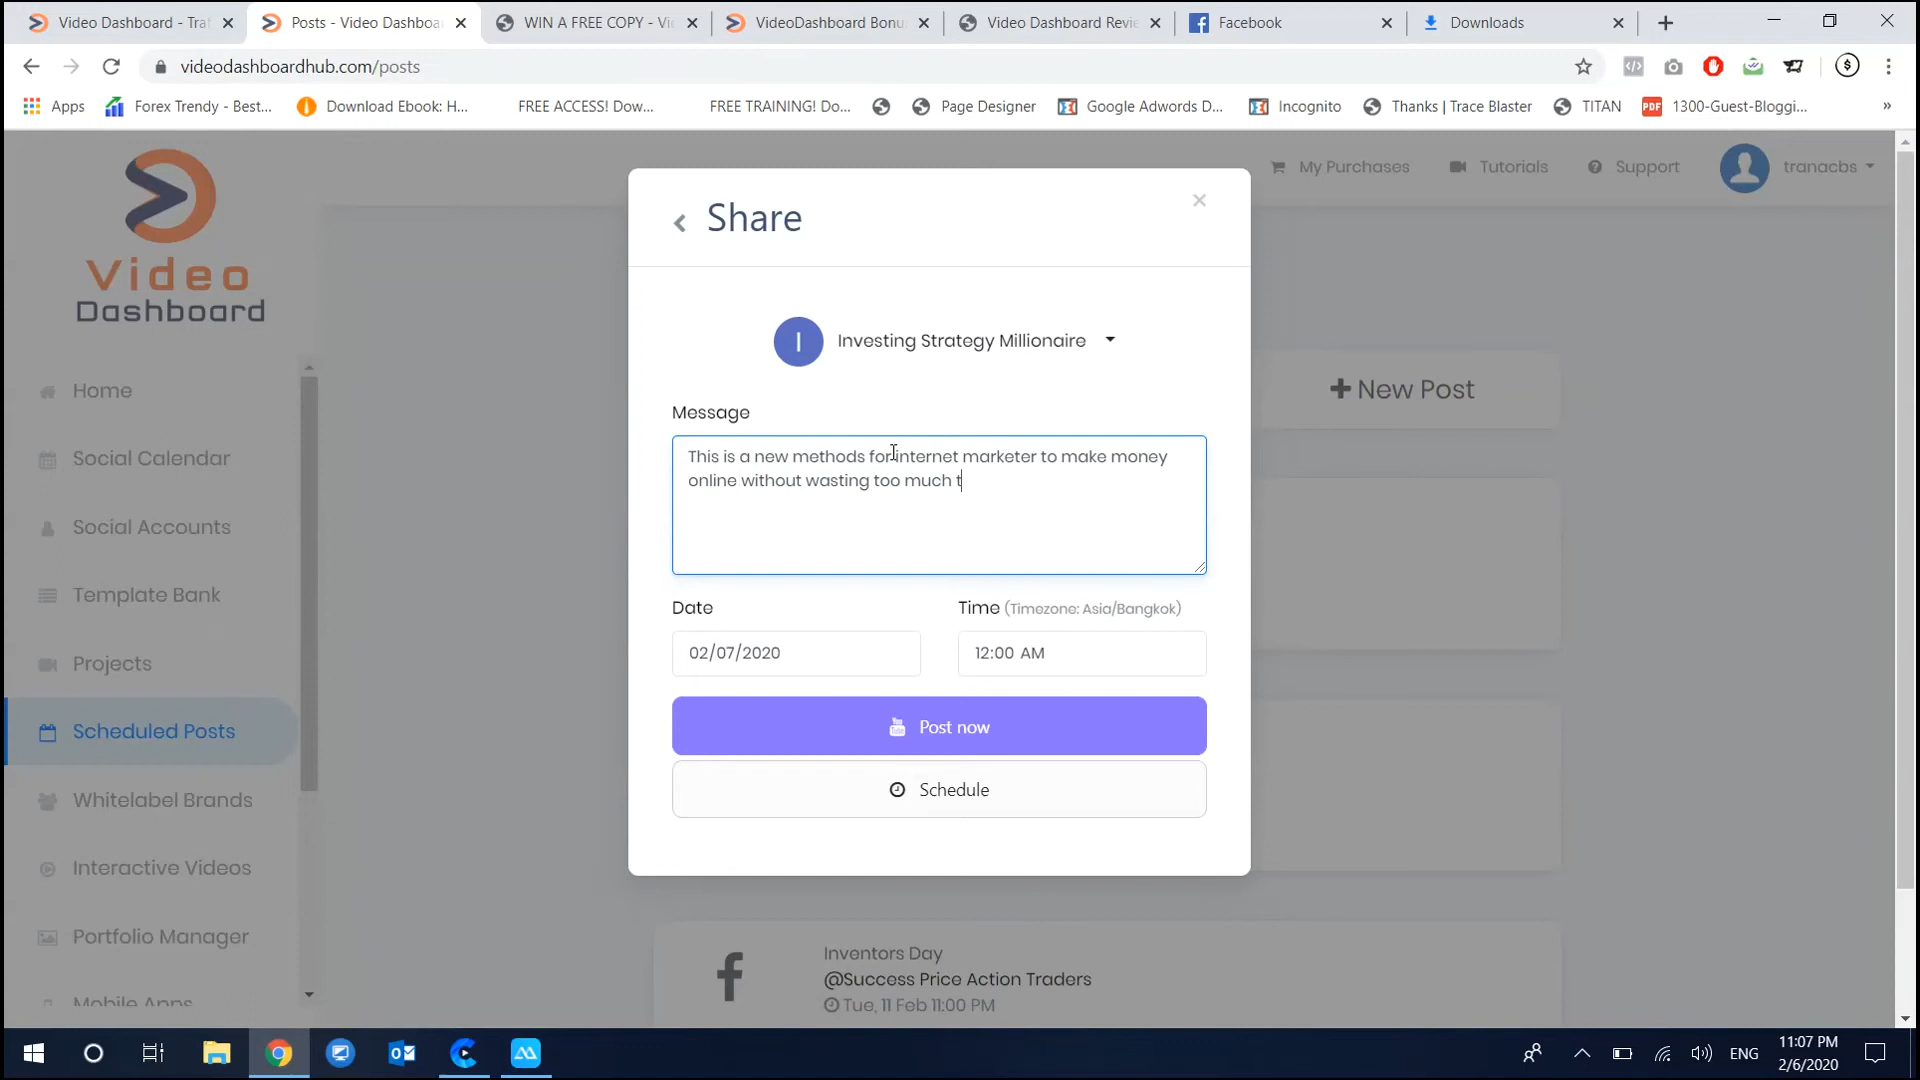 Video Dashboard - Tra
Posts - Video Dashboa
WIN A FREE COPY - Vi
VideoDashboard Bonu
Video Dashboard Revi
Facebook
Downloads
videodashboardhub.com/posts
Apps
Forex Trendy - Best...
Download Ebook: H...
FREE ACCESS! Dow...
FREE TRAINING! Do...
Page Designer
Google Adwords D...
Incognito
Thanks | Trace Blaster
TITAN
PDF
1300-Guest-Bloggi...
»
Video
Dashboard
My Purchases
Tutorials
Support
tranacbs
Home
Social Calendar
Social Accounts
Template Bank
Projects
Scheduled Posts
Whitelabel Brands
Interactive Videos
Portfolio Manager
Mobile Apps
Share
×
I
Investing Strategy Millionaire
Message
This is a new methods for internet marketer to make money
online without wasting too much t
Date
Time (Timezone: Asia/Bangkok)
02/07/2020
12:00 AM
Post now
Schedule
+ New Post
Inventors Day
@Success Price Action Traders
Tue, 11 Feb 11:00 PM
ENG
11:07 PM
2/6/2020